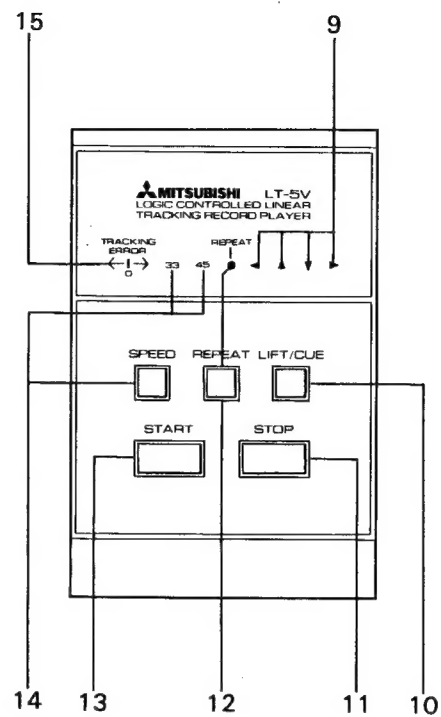 15
9
MITSUBISHI LT-5V
LOGIC CONTROLLED LINEAR
TRACKING RECORD PLAYER
TRACKING
ERROR
0
33
45
REPEAT
SPEED REPEAT LIFT/CUE
START STOP
14 13 12 11 10